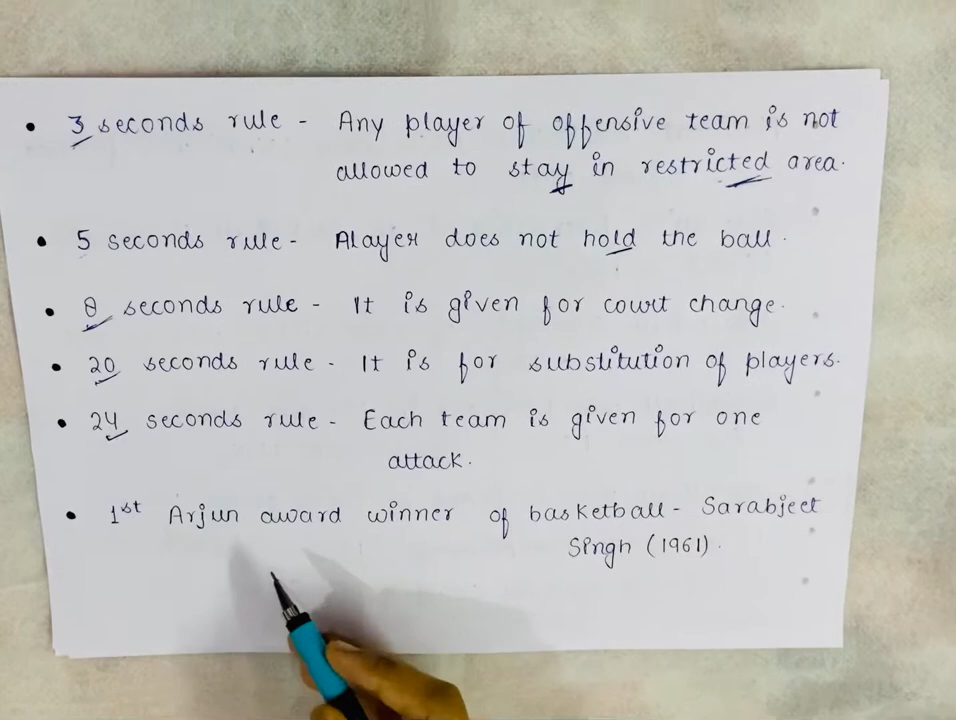 • 3 seconds rule - Any player of offensive team is not
allowed to stay in restricted area.
• 5 seconds rule - Alayer does not hold the ball.
• 8 seconds rule - It is given for court change.
• 20 seconds rule - It is for substitution of players.
• 24 seconds rule - Each team is given for one
attack.
• 1st Arjun award winner of basketball - Sarabjeet
Singh (1961).